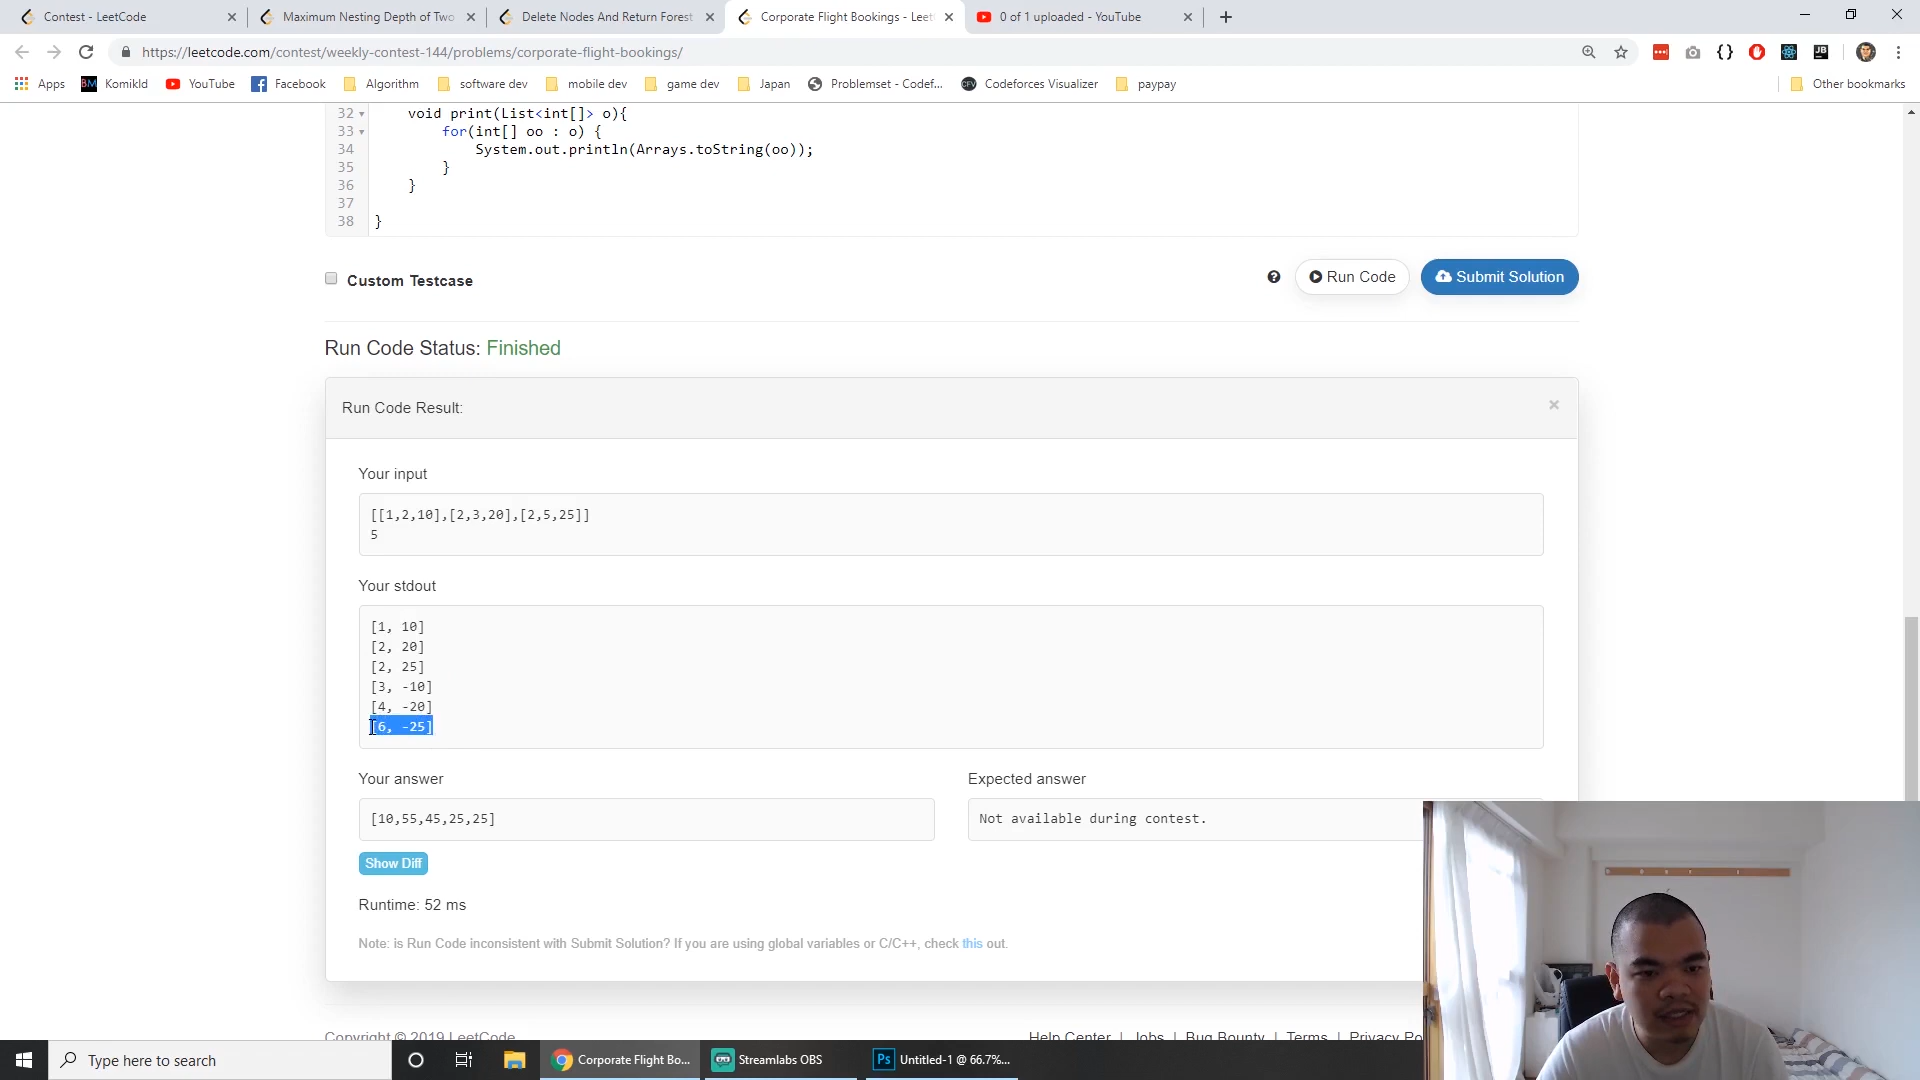 Contest - LeetCode
Maximum Nesting Depth of Two
Delete Nodes And Return Forest
Corporate Flight Bookings - Leet
0 of 1 uploaded - YouTube
https://leetcode.com/contest/weekly-contest-144/problems/corporate-flight-bookings/
Apps
BM Komikld
YouTube
Facebook
Algorithm
software dev
mobile dev
game dev
Japan
Problemset - Codef...
CFV Codeforces Visualizer
paypay
Other bookmarks
32 void print(List<int[]> o){
33 for(int[] oo : o) {
34 System.out.println(Arrays.toString(oo));
35 }
36 }
37
38 }
Custom Testcase
Run Code
Submit Solution
Run Code Status: Finished
Run Code Result:
Your input
[[1,2,10],[2,3,20],[2,5,25]]
5
Your stdout
[1, 10]
[2, 20]
[2, 25]
[3, -10]
[4, -20]
[6, -25]
Your answer
Expected answer
[10,55,45,25,25]
Not available during contest.
Show Diff
Runtime: 52 ms
Note: is Run Code inconsistent with Submit Solution? If you are using global variables or C/C++, check this out.
Copyright © 2019 LeetCode
Help Center | Jobs | Bug Bounty | Terms | Privacy Po
Type here to search
Corporate Flight Bo...
Streamlabs OBS
Ps Untitled-1 @ 66.7%...